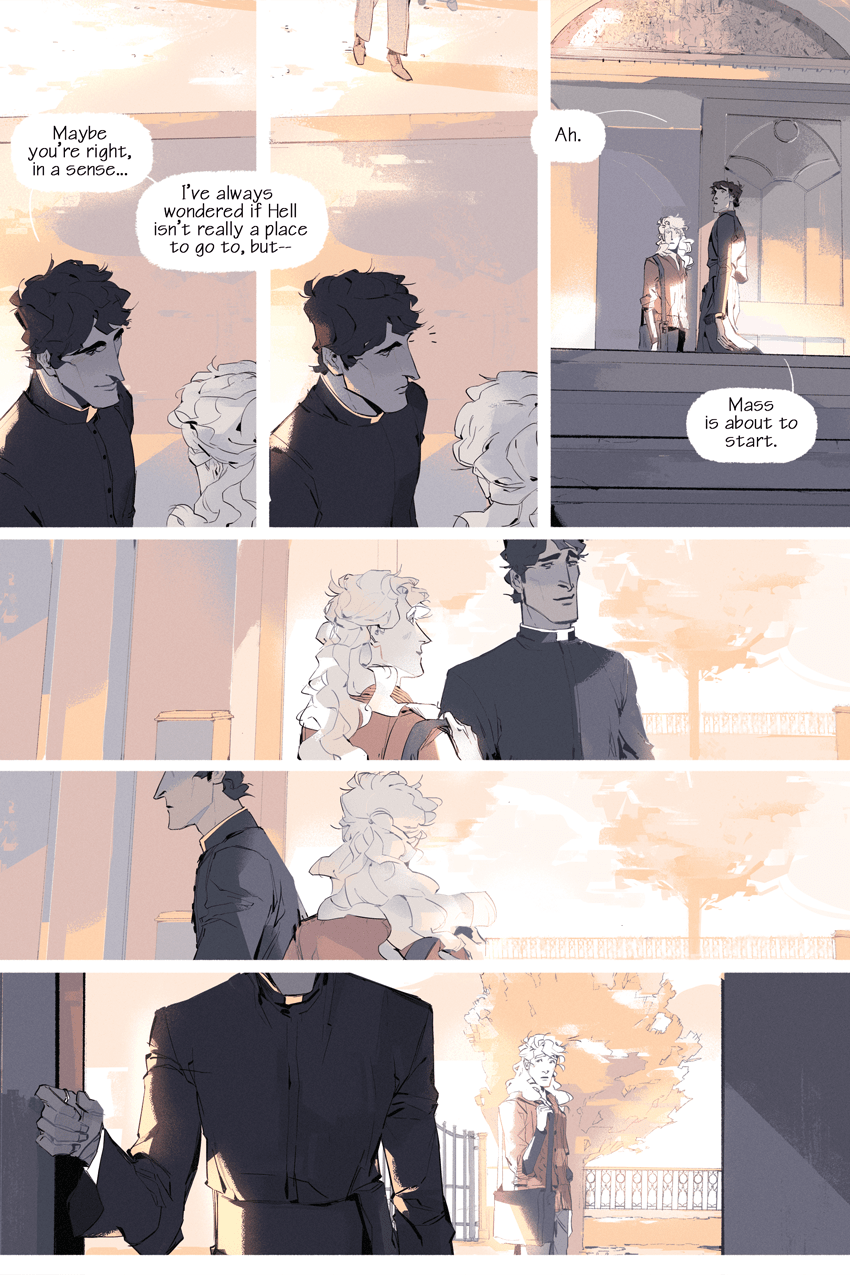 Maybe
you're right,
in a sense...
I've always
wondered if Hell
isn't really a place
to go to, but--
Ah.
Mass
is about to
start.